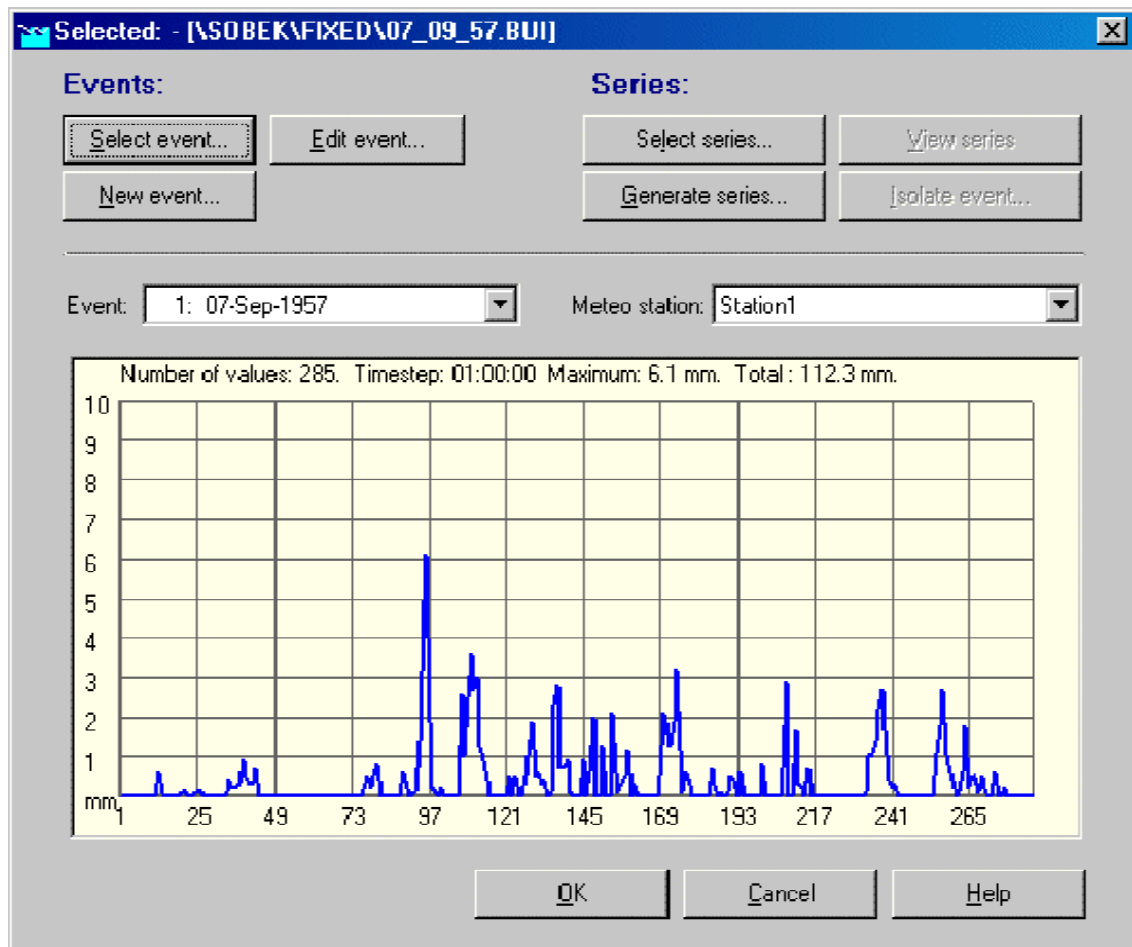 Selected: - [\SOBEK\FIXED\07_09_57.BUI]
Events:
Series:
Select event...
Edit event...
Select series...
View series
New event...
Generate series...
Isolate event...
Event:
1: 07-Sep-1957
Meteo station:
Station1
Number of values: 285. Timestep: 01:00:00 Maximum: 6.1 mm. Total : 112.3 mm.
10
9
8
7
6
5
4
3
2
1
mm
1 25 49 73 97 121 145 169 193 217 241 265
OK
Cancel
Help